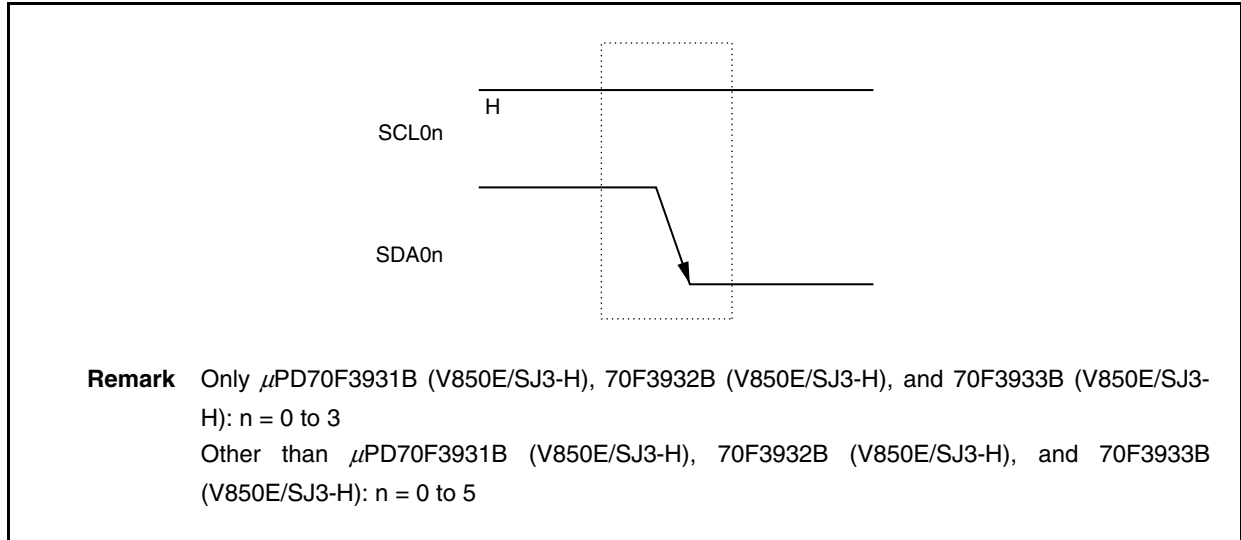 H
SCL0n
SDA0n
Remark Only μPD70F3931B (V850E/SJ3-H), 70F3932B (V850E/SJ3-H), and 70F3933B (V850E/SJ3-
H): n = 0 to 3
Other than μPD70F3931B (V850E/SJ3-H), 70F3932B (V850E/SJ3-H), and 70F3933B
(V850E/SJ3-H): n = 0 to 5